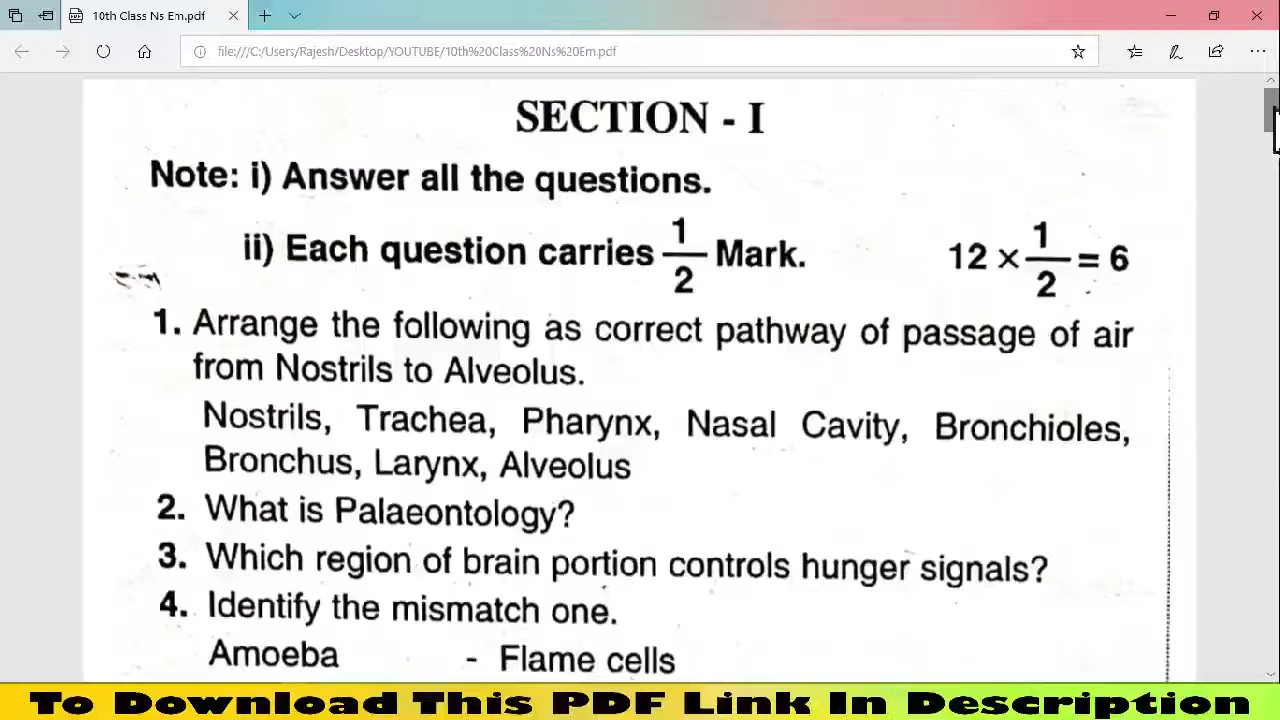 10th Class Ns Em.pdf
file:///C:/Users/Rajesh/Desktop/YOUTUBE/10th%20Class%20Ns%20Em.pdf
SECTION - I
Note: i) Answer all the questions.
ii) Each question carries 1/2 Mark. 12 × 1/2 = 6
1. Arrange the following as correct pathway of passage of air
from Nostrils to Alveolus.
Nostrils, Trachea, Pharynx, Nasal Cavity, Bronchioles,
Bronchus, Larynx, Alveolus
2. What is Palaeontology?
3. Which region of brain portion controls hunger signals?
4. Identify the mismatch one.
Amoeba - Flame cells
To Download This PDF Link In Description